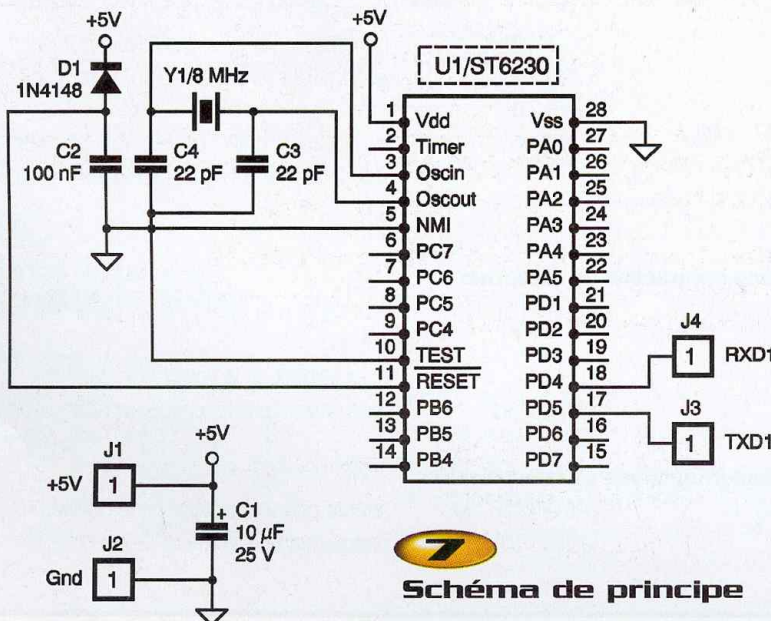 +5V
+5V
D1
1N4148
Y1/8 MHz
C2
100 nF
C4
22 pF
C3
22 pF
U1/ST6230
1 Vdd
2 Timer
3 Oscin
4 Oscout
5 NMI
6 PC7
7 PC6
8 PC5
9 PC4
10 TEST
11 RESET
12 PB6
13 PB5
14 PB4
Vss 28
PA0 27
PA1 26
PA2 25
PA3 24
PA4 23
PA5 22
PD1 21
PD2 20
PD3 19
PD4 18
PD5 17
PD6 16
PD7 15
J4
1 RXD1
J3
1 TXD1
J1
+5V 1
+5V
+ C1
10 µF
25 V
J2
Gnd 1
7
Schéma de principe